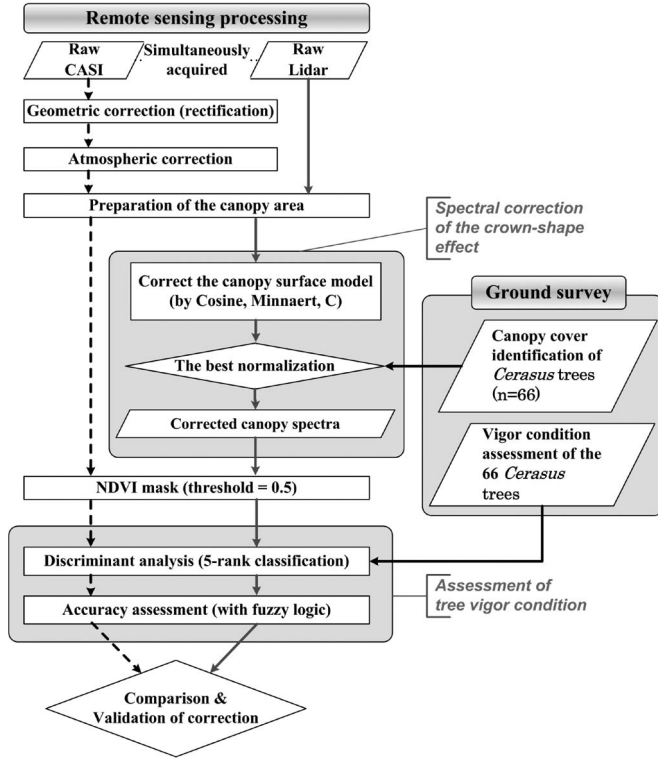 Remote sensing processing
Raw
CASI
Simultaneously
acquired
Raw
Lidar
Geometric correction (rectification)
Atmospheric correction
Preparation of the canopy area
Spectral correction
of the crown-shape
effect
Correct the canopy surface model
(by Cosine, Minnaert, C)
Ground survey
The best normalization
Canopy cover
identification of
Cerasus trees
(n=66)
Corrected canopy spectra
Vigor condition
assessment of the
66 Cerasus
trees
NDVI mask (threshold = 0.5)
Discriminant analysis (5-rank classification)
Accuracy assessment (with fuzzy logic)
Assessment of
tree vigor condition
Comparison &
Validation of correction